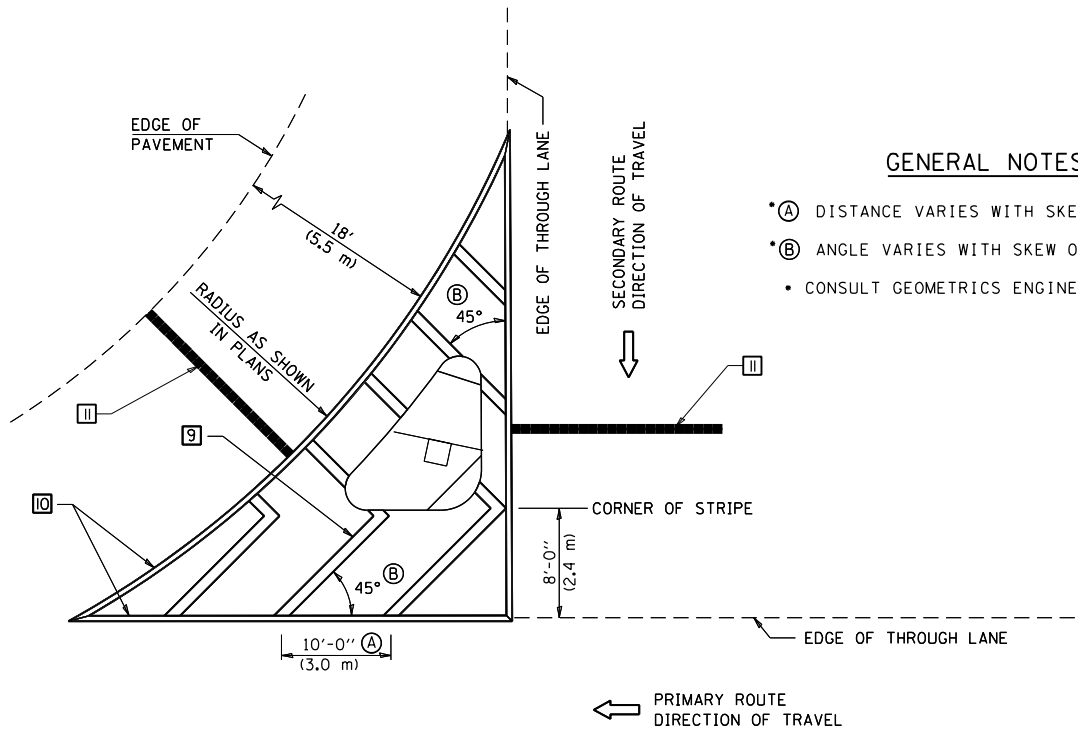 EDGE OF
PAVEMENT
18'
(5.5 m)
RADIUS AS SHOWN
IN PLANS
EDGE OF THROUGH LANE
SECONDARY ROUTE
DIRECTION OF TRAVEL
GENERAL NOTES
*Ⓐ DISTANCE VARIES WITH SKE
*Ⓑ ANGLE VARIES WITH SKEW O
• CONSULT GEOMETRICS ENGINE
Ⓑ
45°
11
11
9
10
CORNER OF STRIPE
8'-0"
(2.4 m)
45° Ⓑ
10'-0" Ⓐ
(3.0 m)
EDGE OF THROUGH LANE
PRIMARY ROUTE
DIRECTION OF TRAVEL